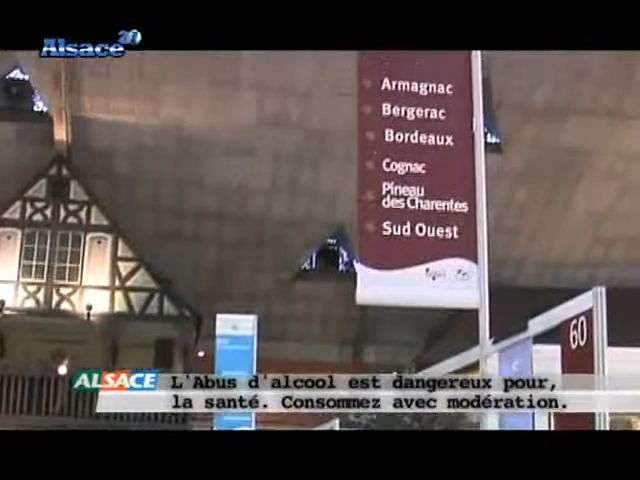 Alsace20
Armagnac
Bergerac
Bordeaux
Cognac
Pineau
des Charentes
Sud Ouest
60
ALSACE
L'Abus d'alcool est dangereux pour,
la santé. Consommez avec modération.